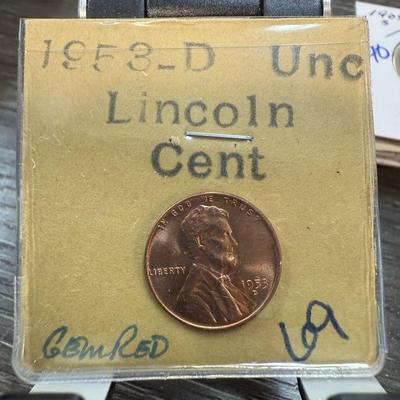 1953-D Unc
Lincoln
Cent
IN GOD WE TRUST
LIBERTY
1953
D
GEM RED
69